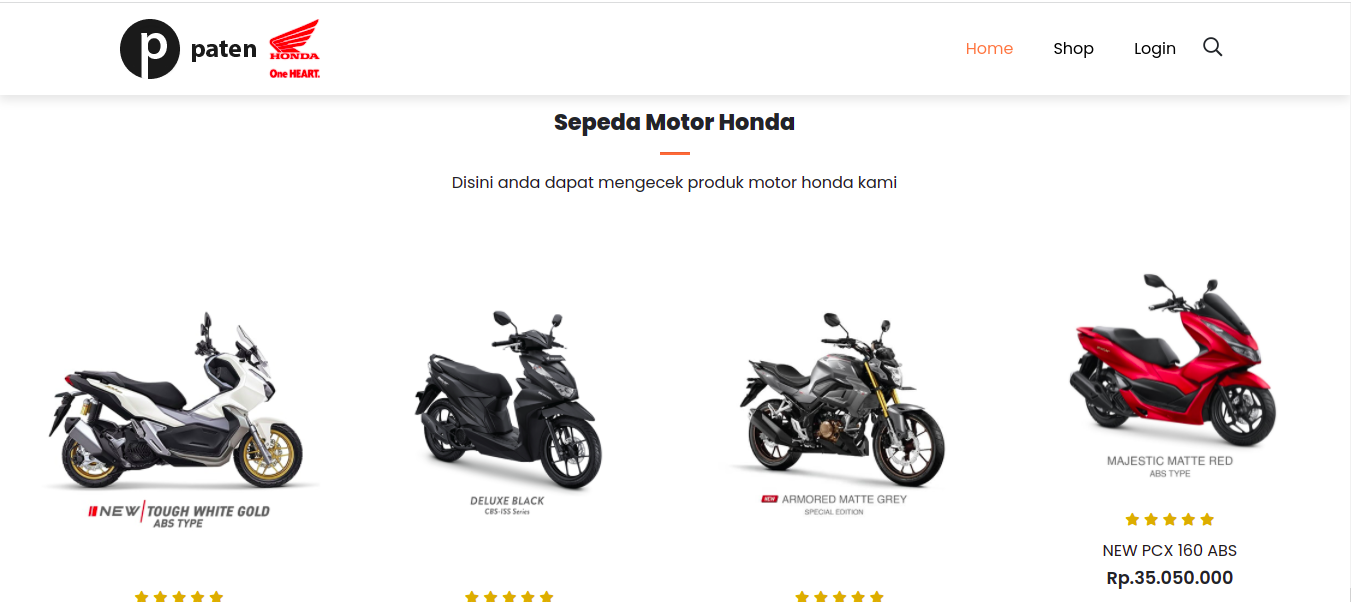 p paten HONDA
One HEART.
Home Shop Login
Sepeda Motor Honda
Disini anda dapat mengecek produk motor honda kami
NEW TOUGH WHITE GOLD
ABS TYPE
DELUXE BLACK
CBS-ISS Series
NEW ARMORED MATTE GREY
SPECIAL EDITION
MAJESTIC MATTE RED
ABS TYPE
NEW PCX 160 ABS
Rp.35.050.000